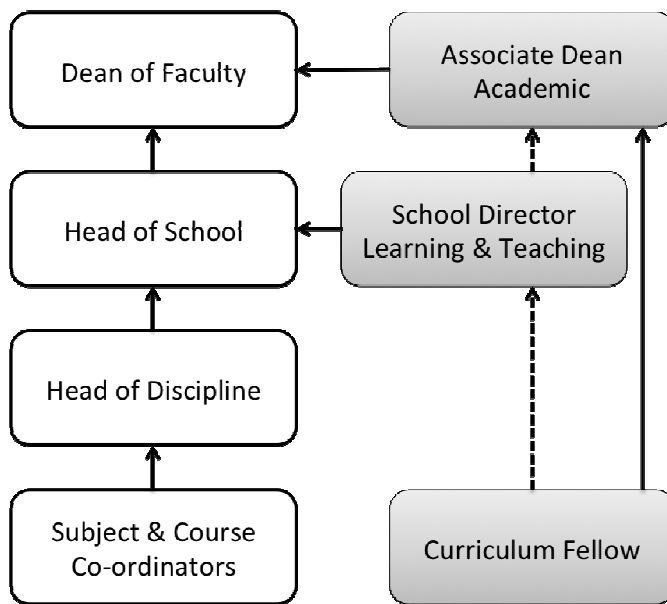 Dean of Faculty
Associate Dean
Academic
Head of School
School Director
Learning & Teaching
Head of Discipline
Subject & Course
Co-ordinators
Curriculum Fellow